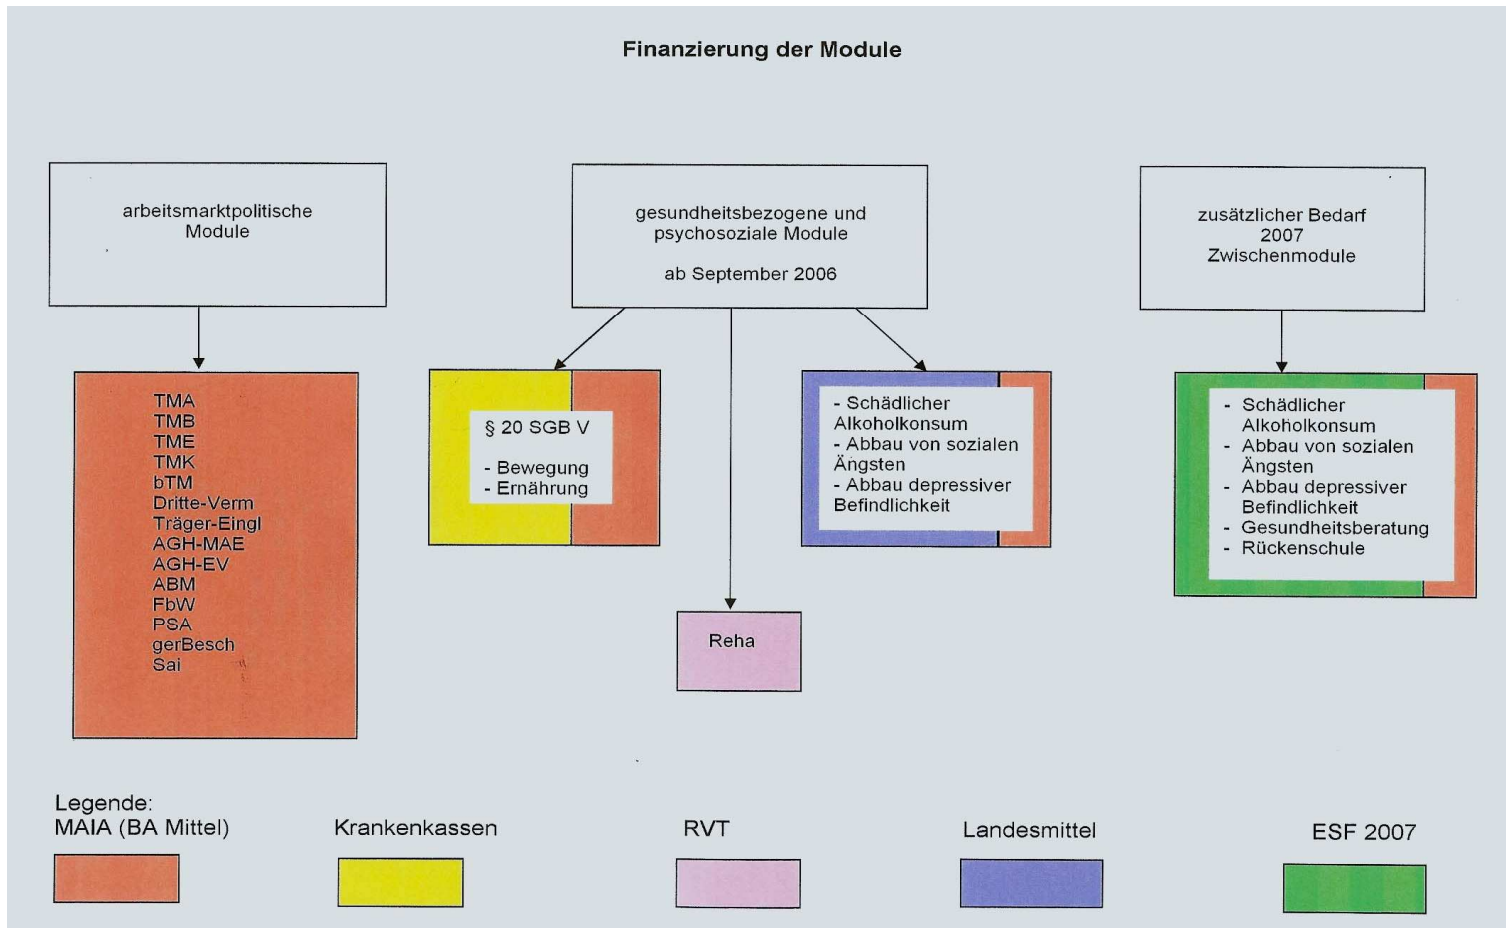 Finanzierung der Module
arbeitsmarktpolitische
Module
gesundheitsbezogene und
psychosoziale Module
ab September 2006
zusätzlicher Bedarf
2007
Zwischenmodule
TMA
TMB
TME
TMK
bTM
Dritte-Verm
Träger-Eingl
AGH-MAE
AGH-EV
ABM
FbW
PSA
gerBesch
Sai
§ 20 SGB V
- Bewegung
- Ernährung
Reha
- Schädlicher
Alkoholkonsum
- Abbau von sozialen
Ängsten
- Abbau depressiver
Befindlichkeit
- Schädlicher
Alkoholkonsum
- Abbau von sozialen
Ängsten
- Abbau depressiver
Befindlichkeit
- Gesundheitsberatung
- Rückenschule
Legende:
MAIA (BA Mittel)
Krankenkassen
RVT
Landesmittel
ESF 2007